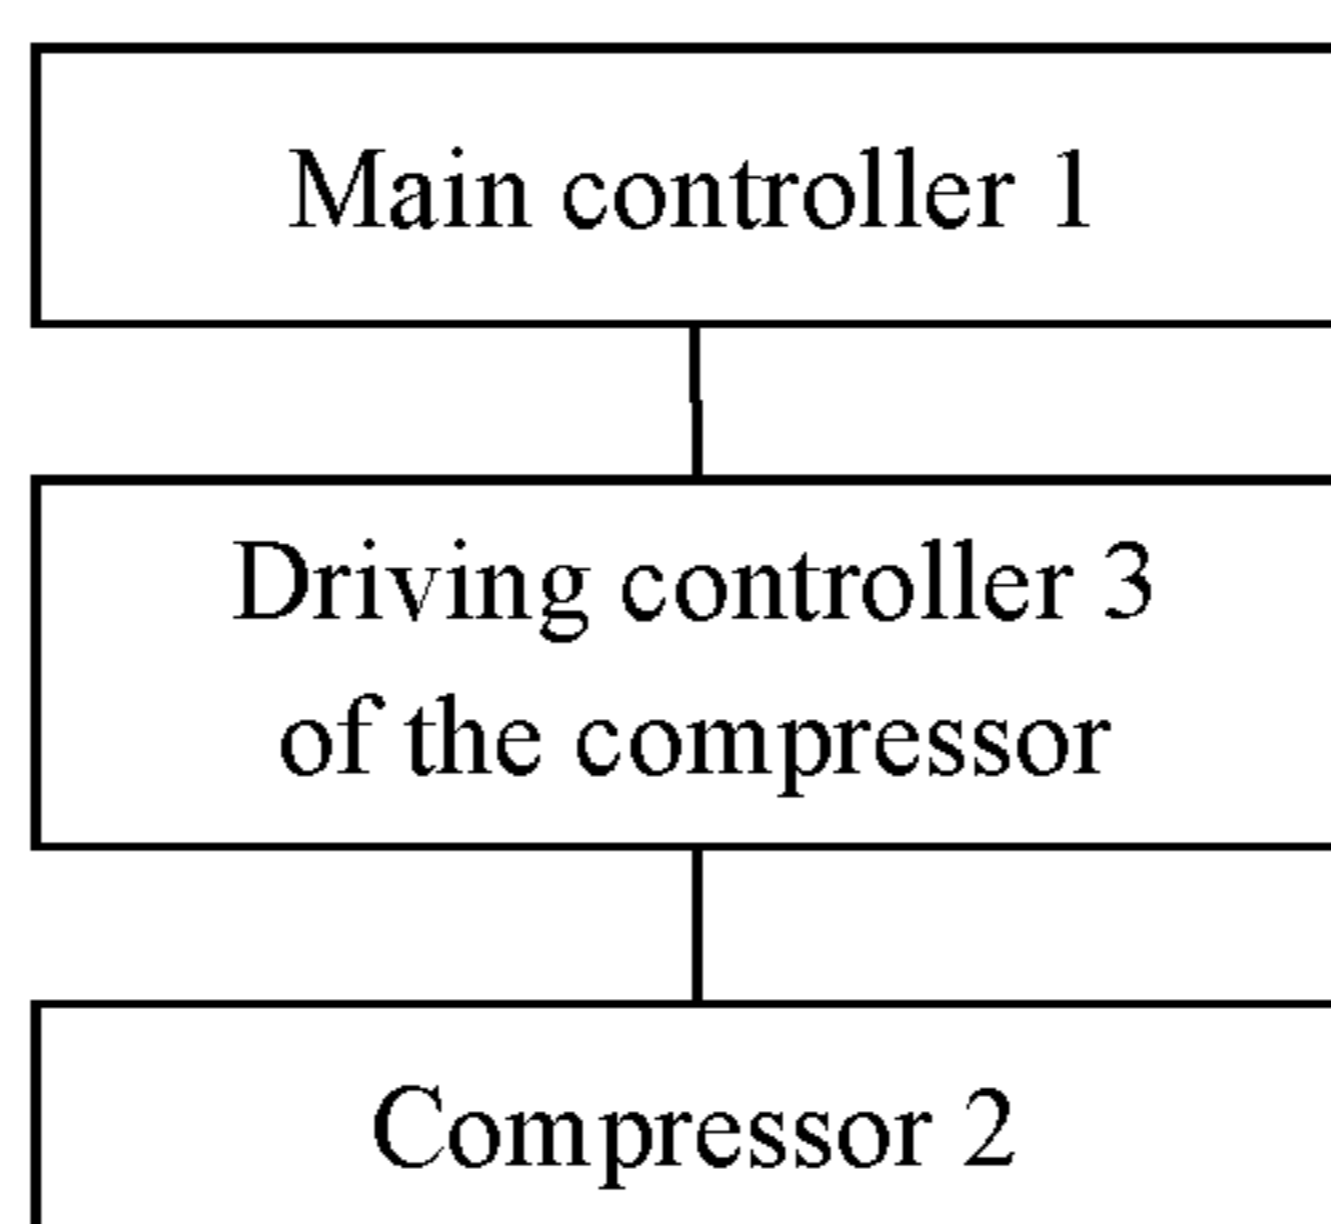 Main controller 1
Driving controller 3
of the compressor
Compressor 2